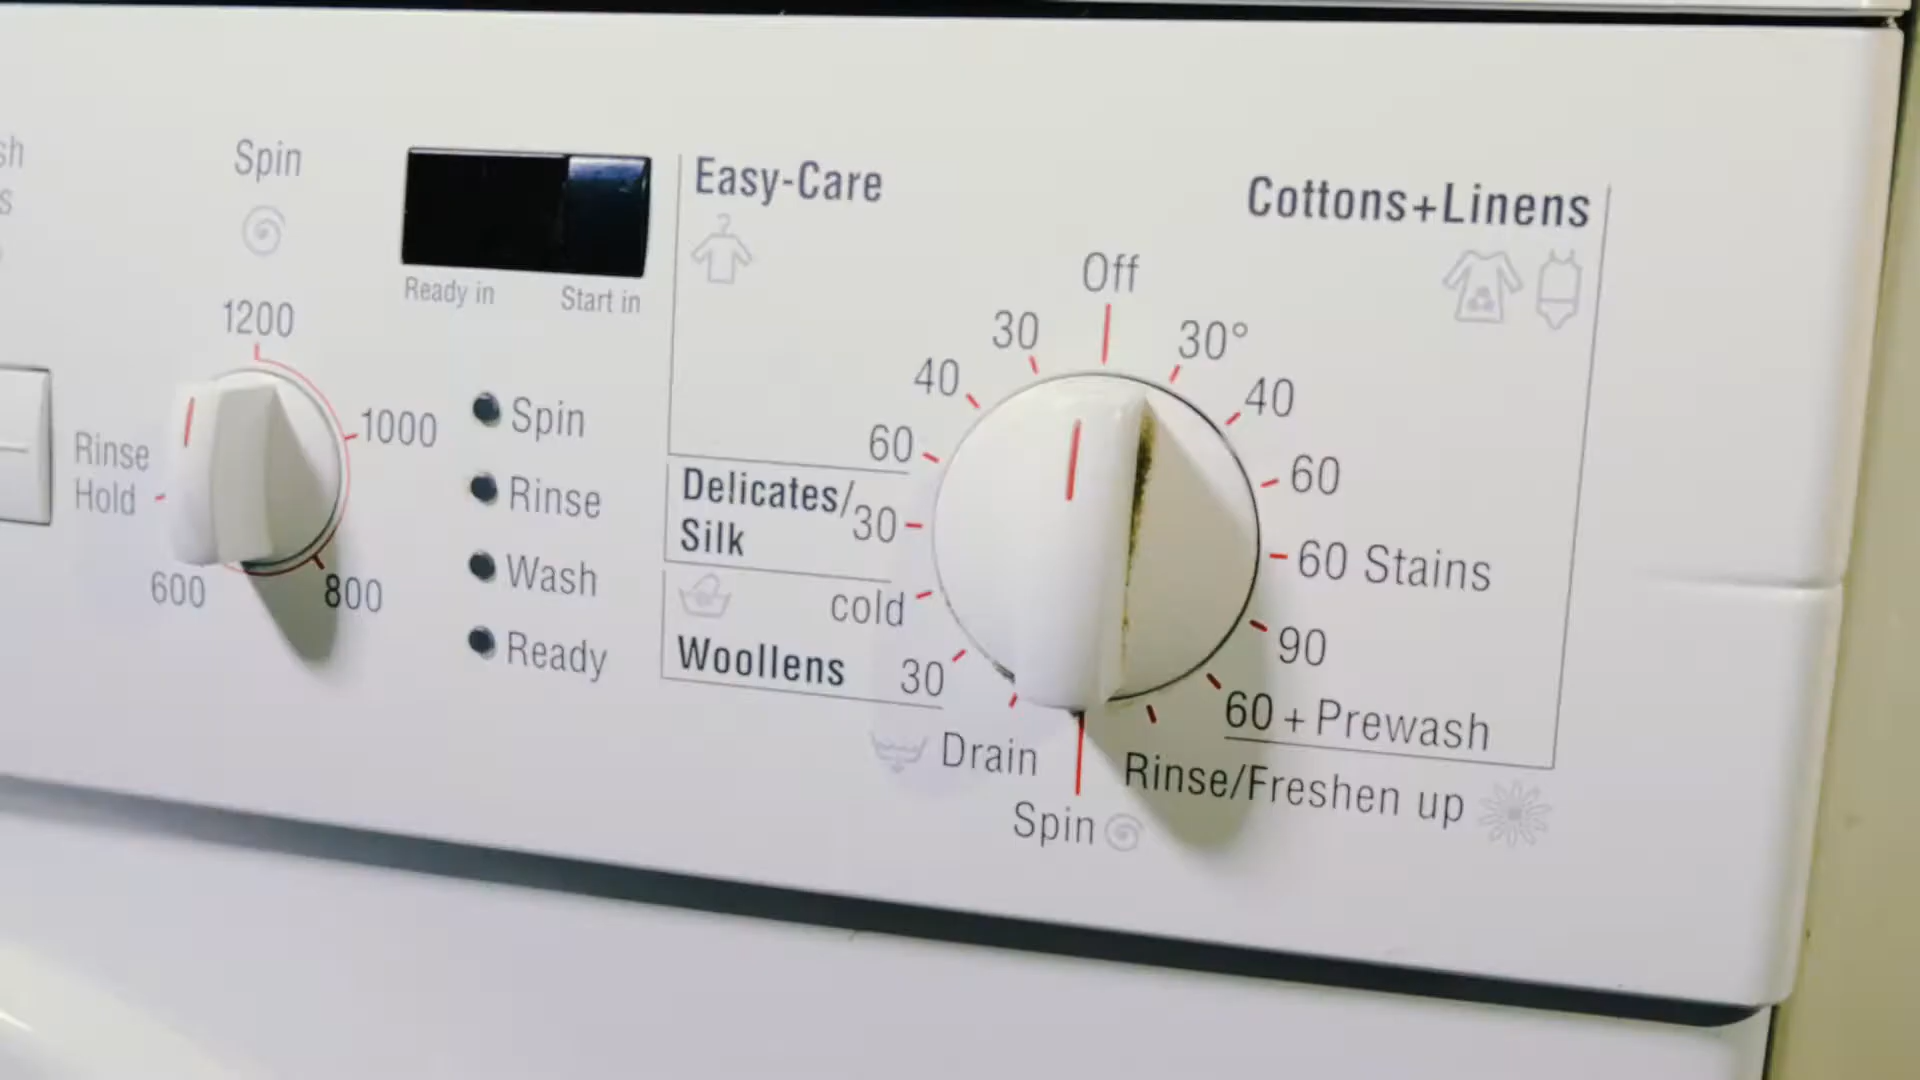 sh
s
Spin
1200
1000
800
600
Rinse
Hold
Ready in
Start in
Spin
Rinse
Wash
Ready
Easy-Care
Cottons+Linens
Off
30
40
60
Delicates/
Silk
30
cold
Woollens
30
Drain
Spin
30°
40
60
60 Stains
90
60 + Prewash
Rinse/Freshen up